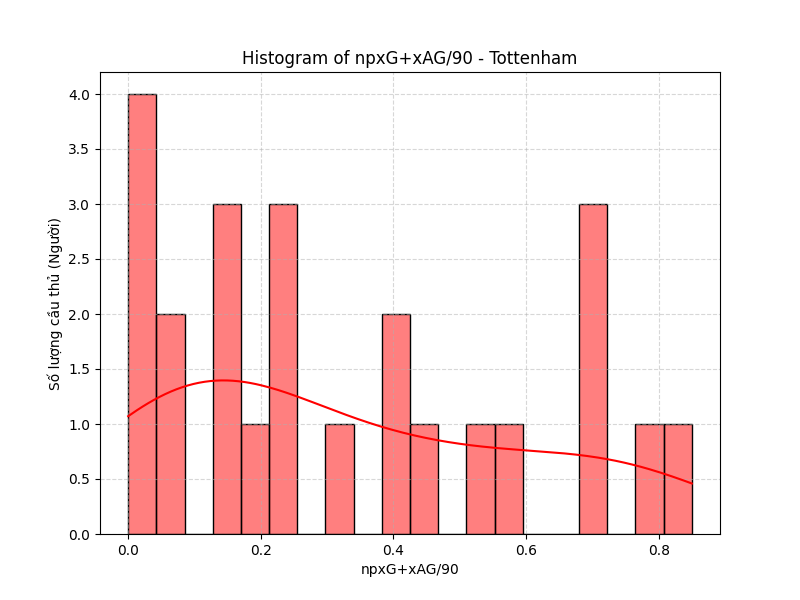 Histogram of npxG+xAG/90 - Tottenham
Số lượng cầu thủ (Người)
4.0
3.5
3.0
2.5
2.0
1.5
1.0
0.5
0.0
0.0 0.2 0.4 0.6 0.8
npxG+xAG/90